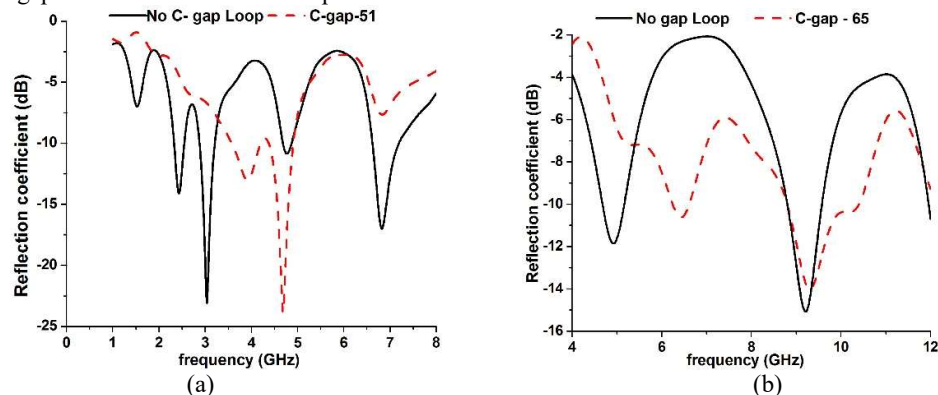 No C- gap Loop
C-gap-51
0
-5
-10
-15
-20
-25
Reflection coefficient (dB)
0 1 2 3 4 5 6 7 8
frequency (GHz)
(a)
No gap Loop
C-gap - 65
-2
-4
-6
-8
-10
-12
-14
-16
Reflection coefficient (dB)
4 6 8 10 12
frequency (GHz)
(b)